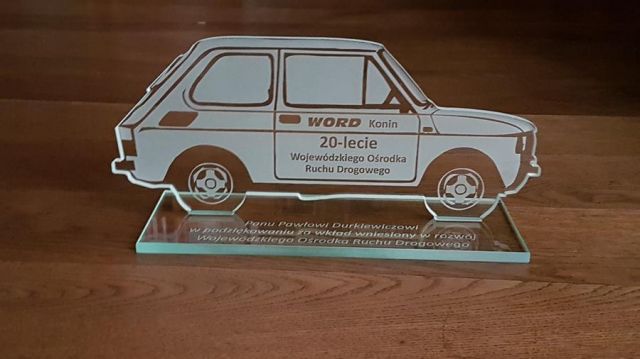 WORD Konin
20-lecie
Wojewódzkiego Ośrodka
Ruchu Drogowego
Panu Pawłowi Durkiewiczowi
w podziękowaniu za wkład wniesiony w rozwój
Wojewódzkiego Ośrodka Ruchu Drogowego